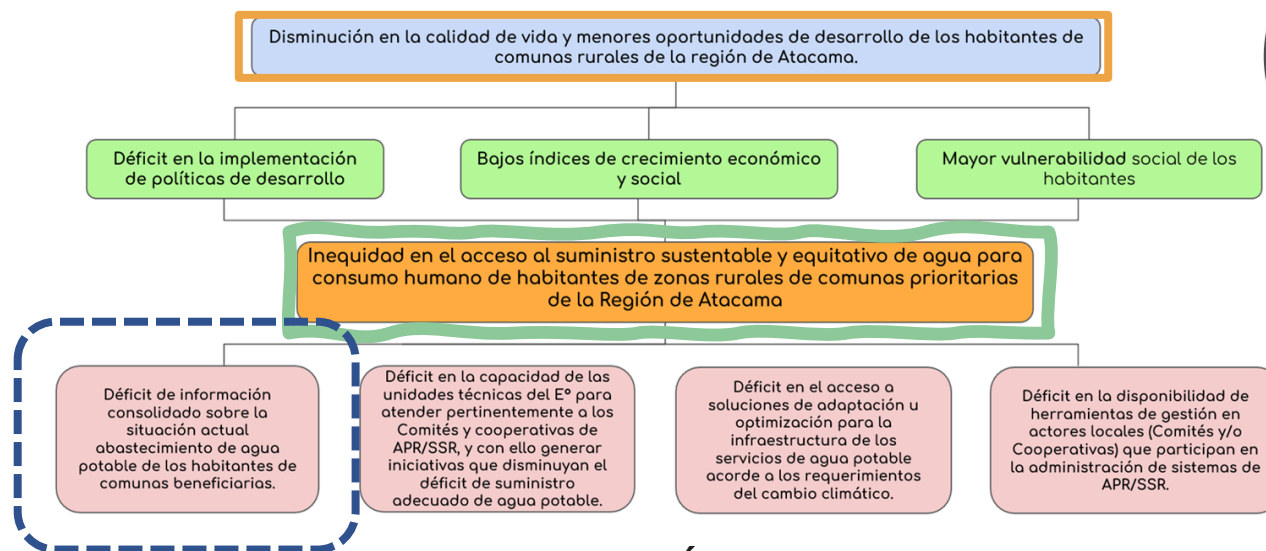 Disminución en la calidad de vida y menores oportunidades de desarrollo de los habitantes de
comunas rurales de la región de Atacama.
Déficit en la implementación
de políticas de desarrollo
Bajos índices de crecimiento económico
y social
Mayor vulnerabilidad social de los
habitantes
Inequidad en el acceso al suministro sustentable y equitativo de agua para
consumo humano de habitantes de zonas rurales de comunas prioritarias
de la Región de Atacama
Déficit de información
consolidado sobre la
situación actual
abastecimiento de agua
potable de los habitantes de
comunas beneficiarias.
Déficit en la capacidad de las
unidades técnicas del Eº para
atender pertinentemente a los
Comités y cooperativas de
APR/SSR, y con ello generar
iniciativas que disminuyan el
déficit de suministro
adecuado de agua potable.
Déficit en el acceso a
soluciones de adaptación u
optimización para la
infraestructura de los
servicios de agua potable
acorde a los requerimientos
del cambio climático.
Déficit en la disponibilidad de
herramientas de gestión en
actores locales (Comités y/o
Cooperativas) que participan en
la administración de sistemas de
APR/SSR.